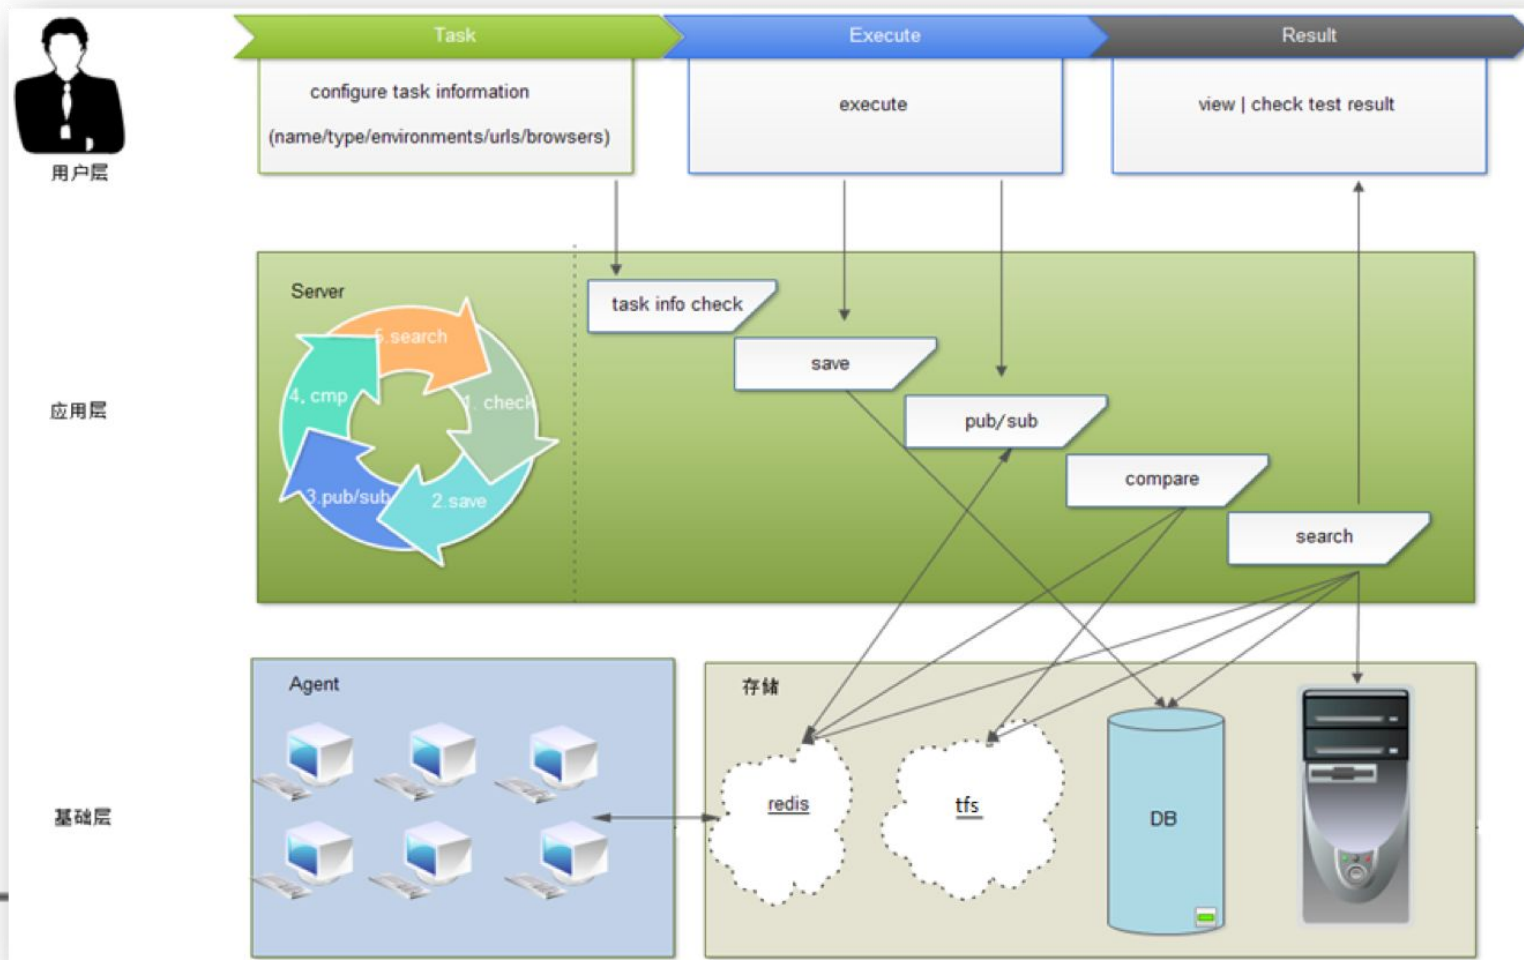 Task
Execute
Result
configure task information
(name/type/environments/urls/browsers)
execute
view | check test result
用户层
Server
task info check
5.search
save
4, cmp
1. check
应用层
pub/sub
3.pub/sub
2.save
compare
search
Agent
存储
redis
tfs
DB
基础层